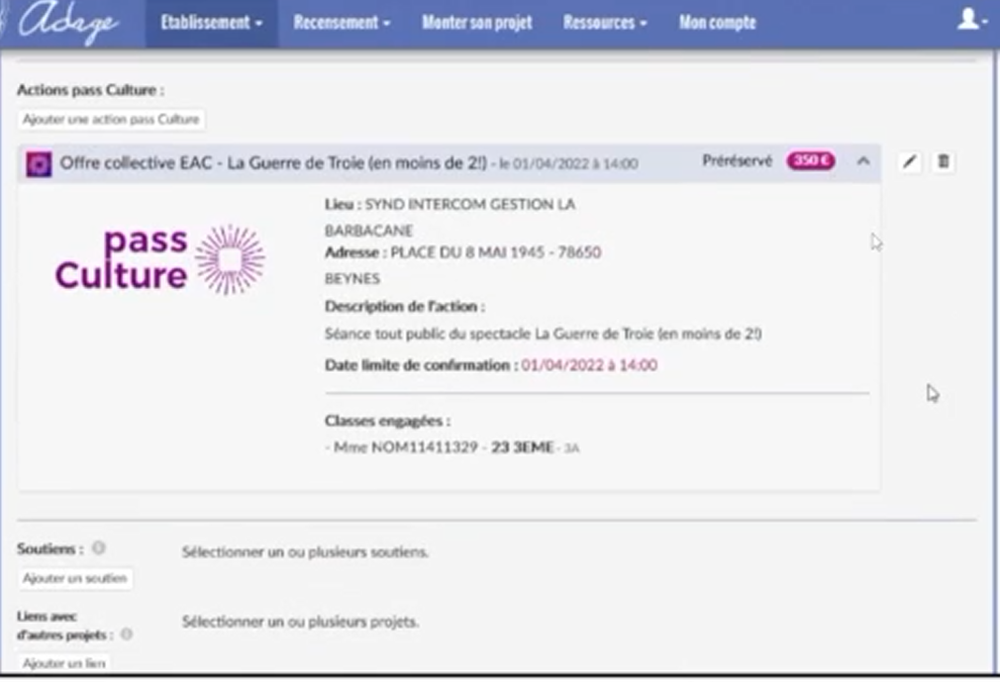 adage Etablissement Recensement Monter son projet Ressources Mon compte
Actions pass Culture :
Ajouter une action pass Culture
Offre collective EAC - La Guerre de Troie (en moins de 2!) - le 01/04/2022 à 14:00 Préréservé 350 €
pass
Culture
Lieu : SYND INTERCOM GESTION LA
BARBACANE
Adresse : PLACE DU 8 MAI 1945 - 78650
BEYNES
Description de l'action :
Séance tout public du spectacle La Guerre de Troie (en moins de 2!)
Date limite de confirmation : 01/04/2022 à 14:00
Classes engagées :
- Mme NOM11411329 - 23 3EME - 3A
Soutiens : Sélectionner un ou plusieurs soutiens.
Ajouter un soutien
Liens avec
d'autres projets : Sélectionner un ou plusieurs projets.
Ajouter un lien